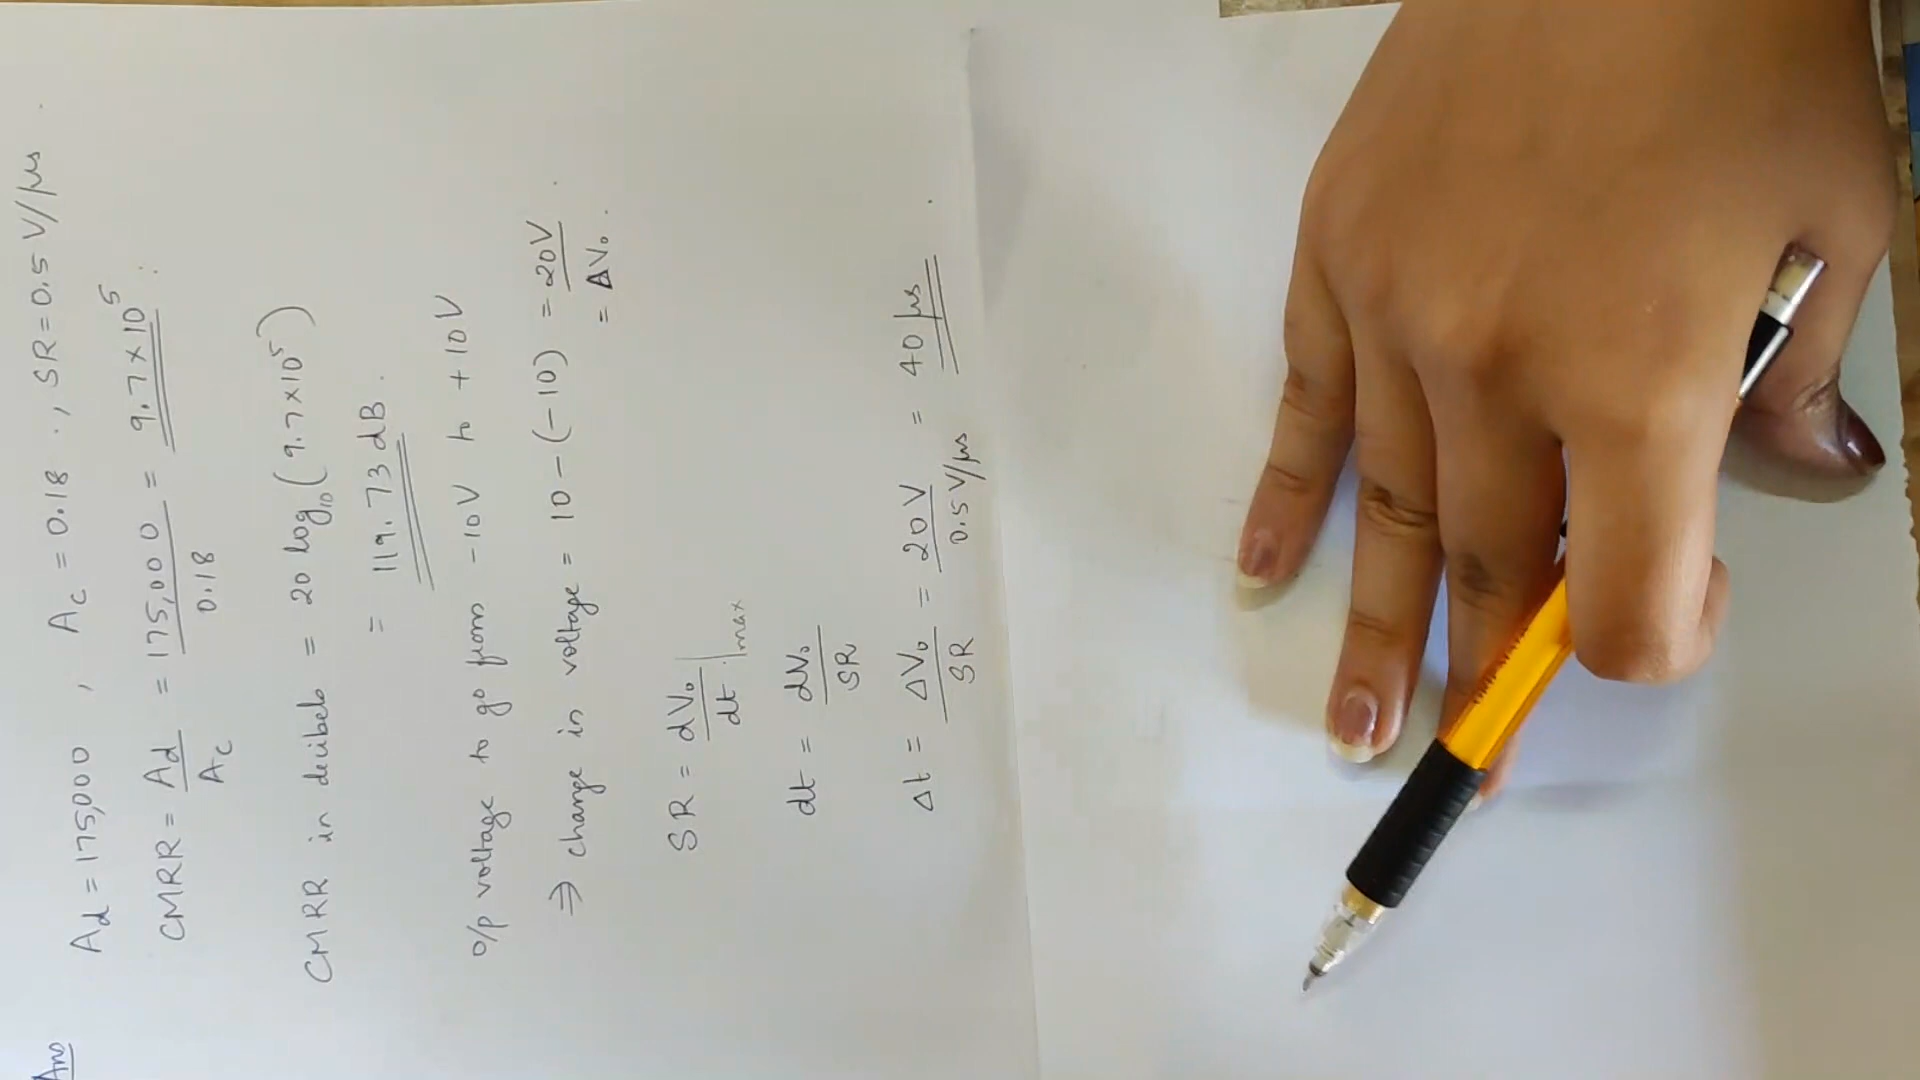 Ans
Ad = 175,000 , Ac = 0.18 ., SR = 0.5 V/μs .
CMRR = Ad/Ac = 175,000/0.18 = 9.7 × 10^5 .
CMRR in decibels = 20 log10 (9.7×10^5)
= 119.73 dB.
o/p voltage to go from -10V to +10V
⇒ change in voltage = 10 - (-10) = 20V .
= ΔVo .
SR = dVo/dt |max
dt = dVo/SR
Δt = ΔVo/SR = 20V/0.5V/μs = 40 μs .